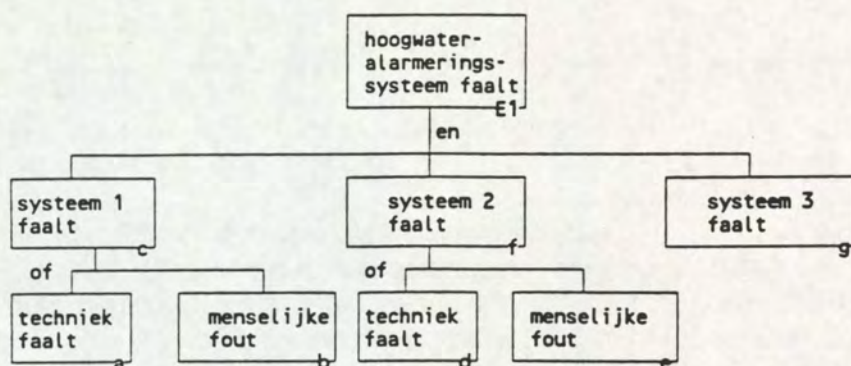 hoogwater-
alarmerings-
systeem faalt
E1
en
systeem 1
faalt
c
systeem 2
faalt
f
systeem 3
faalt
g
of
of
techniek
faalt
a
menselijke
fout
b
techniek
faalt
d
menselijke
fout
e